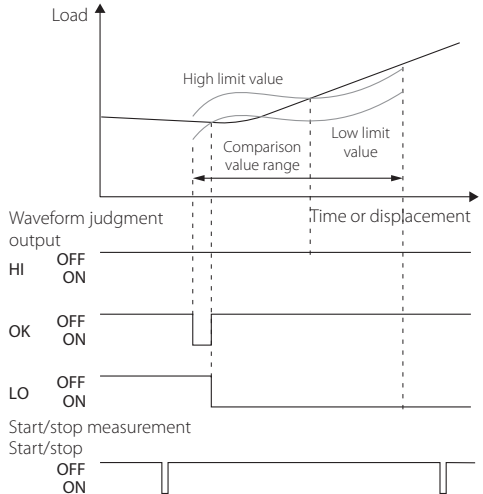 Load
High limit value
Comparison
value range
Low limit
value
Time or displacement
Waveform judgment
output
HI
OFF
ON
OK
OFF
ON
LO
OFF
ON
Start/stop measurement
Start/stop
OFF
ON